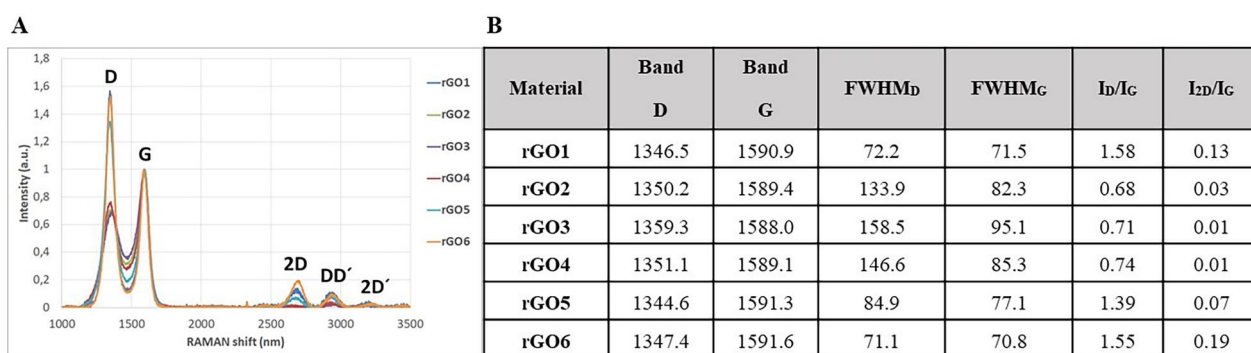 A
B
1,8
1,6
1,4
1,2
1
0,8
0,6
0,4
0,2
0
Intensity (a.u.)
D
G
2D
DD´
2D´
1000 1500 2000 2500 3000 3500
RAMAN shift (nm)
rGO1
rGO2
rGO3
rGO4
rGO5
rGO6
Material Band D Band G FWHMD FWHMG ID/IG I2D/IG
rGO1 1346.5 1590.9 72.2 71.5 1.58 0.13
rGO2 1350.2 1589.4 133.9 82.3 0.68 0.03
rGO3 1359.3 1588.0 158.5 95.1 0.71 0.01
rGO4 1351.1 1589.1 146.6 85.3 0.74 0.01
rGO5 1344.6 1591.3 84.9 77.1 1.39 0.07
rGO6 1347.4 1591.6 71.1 70.8 1.55 0.19